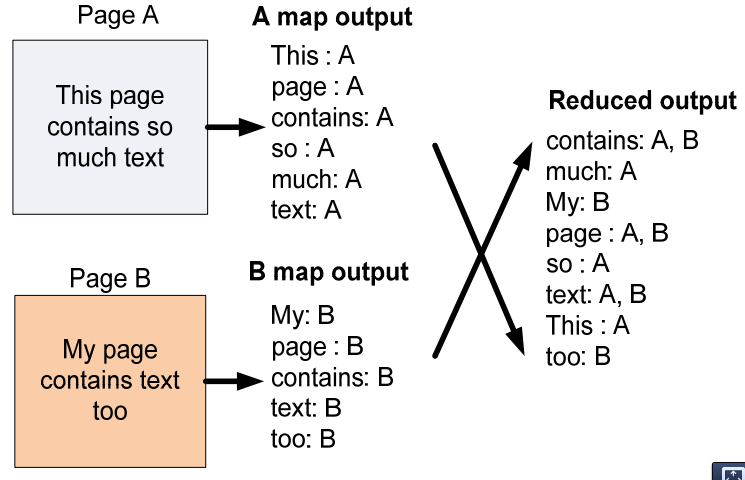 Page A
This page
contains so
much text
A map output
This : A
page : A
contains: A
so : A
much: A
text: A
Page B
My page
contains text
too
B map output
My: B
page : B
contains: B
text: B
too: B
Reduced output
contains: A, B
much: A
My: B
page : A, B
so : A
text: A, B
This : A
too: B